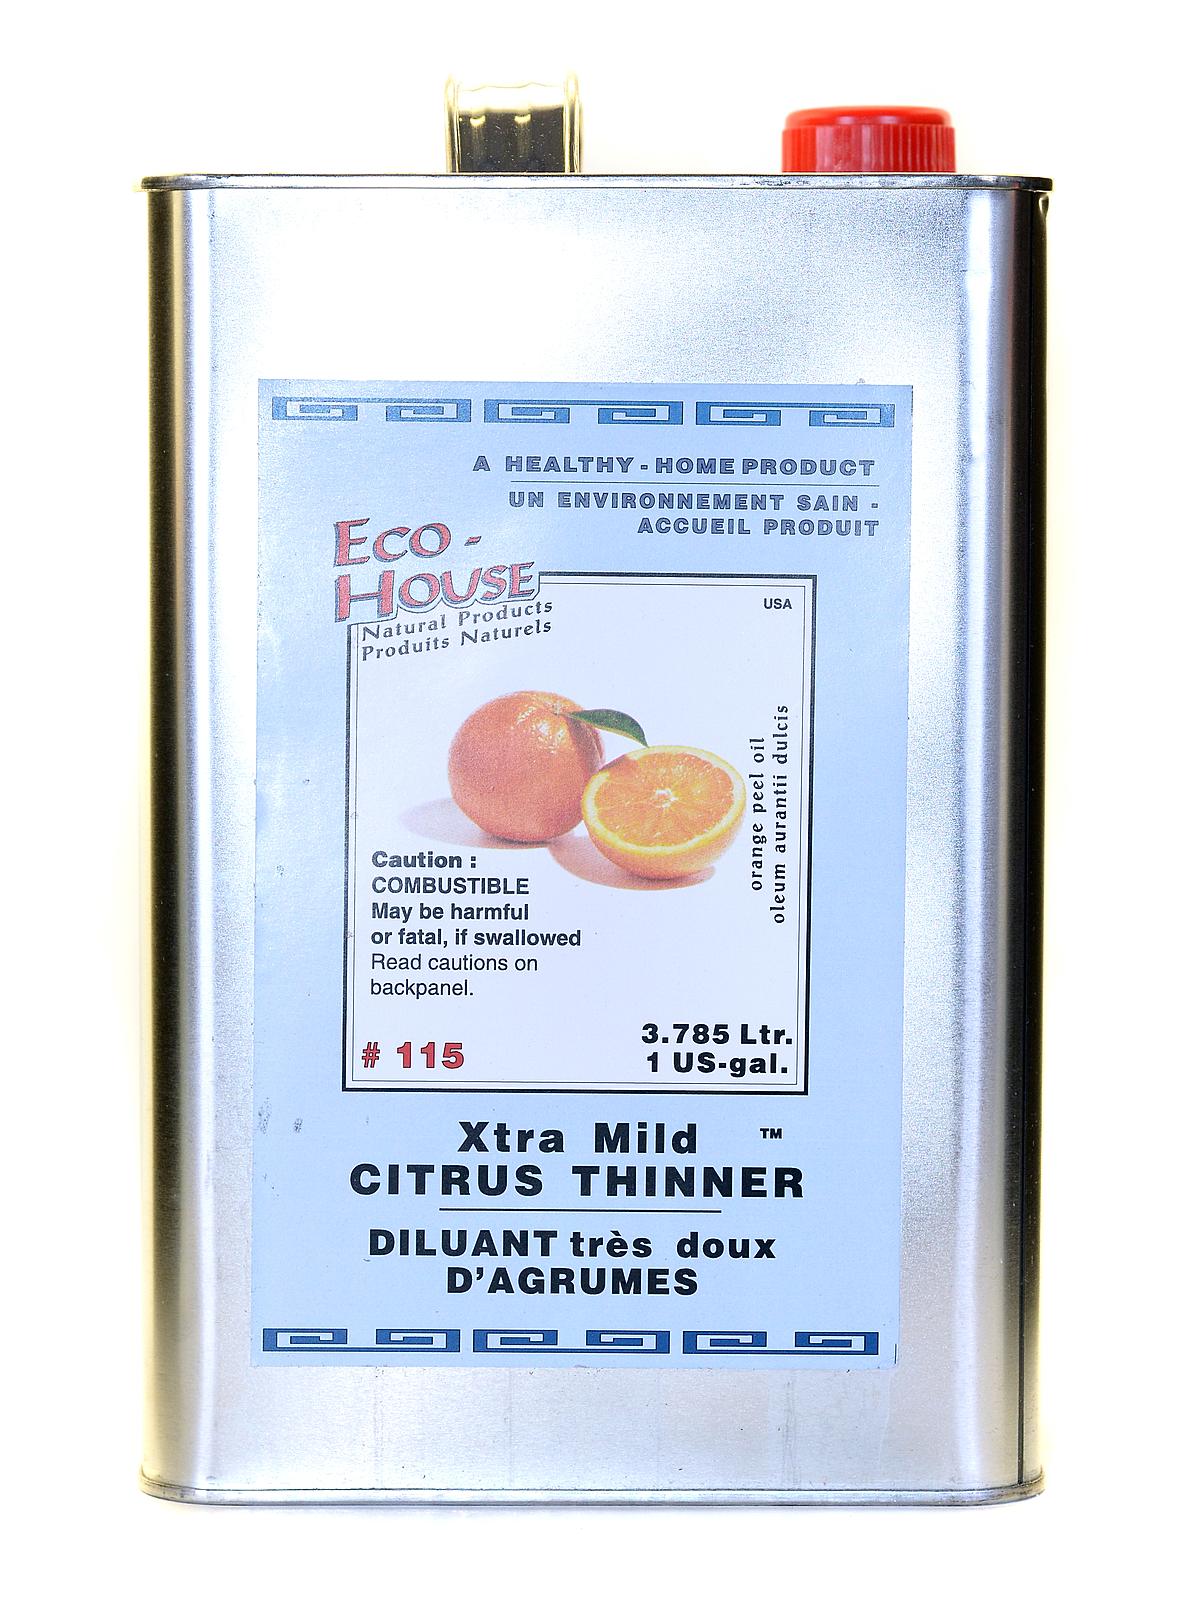 A HEALTHY - HOME PRODUCT
UN ENVIRONNEMENT SAIN -
ACCUEIL PRODUIT
ECO -
HOUSE
Natural Products
Produits Naturels
USA
orange peel oil
oleum aurantii dulcis
Caution :
COMBUSTIBLE
May be harmful
or fatal, if swallowed
Read cautions on
backpanel.
# 115
3.785 Ltr.
1 US-gal.
Xtra Mild ™
CITRUS THINNER
DILUANT très doux
D'AGRUMES